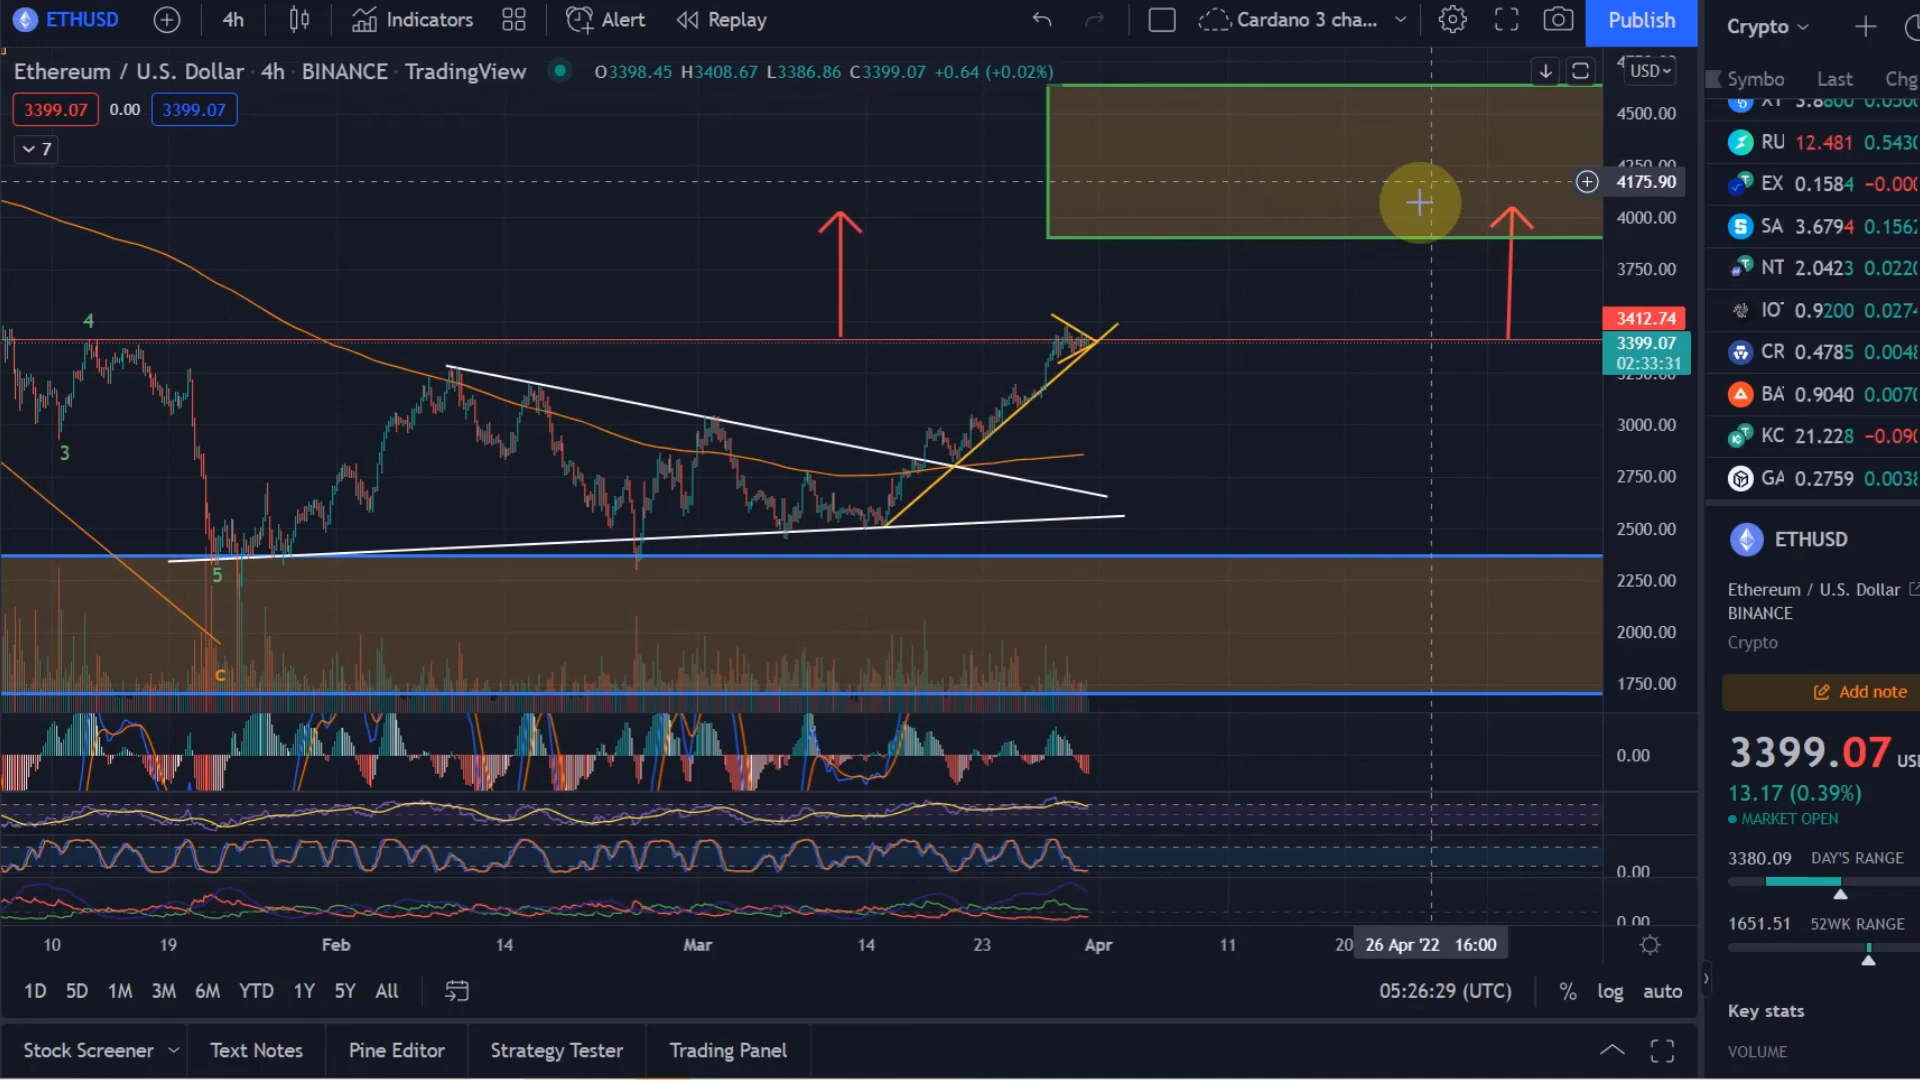 ETHUSD 4h Indicators Alert Replay Cardano 3 cha... Publish
Crypto
Ethereum / U.S. Dollar · 4h · BINANCE · TradingView O3398.45 H3408.67 L3386.86 C3399.07 +0.64 (+0.02%)
USD
Symbo Last Chg
3399.07 0.00 3399.07
7
4500.00
4175.90
4000.00
3750.00
3412.74
3399.07
02:33:31
3000.00
2750.00
2500.00
2250.00
2000.00
1750.00
0.00
0.00
0.00
4
3
5
C
RU 12.481 0.543
EX 0.1584 −0.00
SA 3.6794 0.156
NT 2.0423 0.022
IO 0.9200 0.027
CR 0.4785 0.004
BA 0.9040 0.007
KC 21.228 −0.09
GA 0.2759 0.003
ETHUSD
Ethereum / U.S. Dollar
BINANCE
Crypto
Add note
3399.07 USD
13.17 (0.39%)
MARKET OPEN
3380.09 DAY'S RANGE
1651.51 52WK RANGE
Key stats
VOLUME
10 19 Feb 14 Mar 14 23 Apr 11 20 26 Apr '22 16:00
1D 5D 1M 3M 6M YTD 1Y 5Y All 05:26:29 (UTC) % log auto
Stock Screener Text Notes Pine Editor Strategy Tester Trading Panel